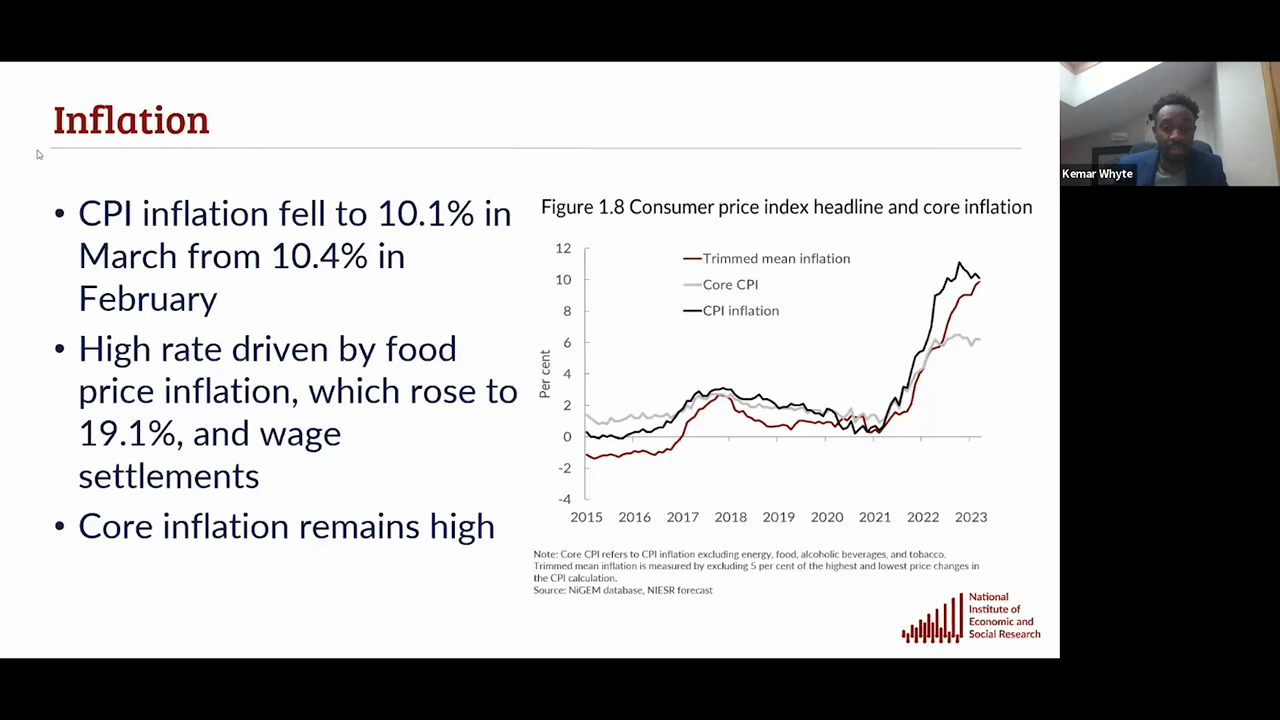 Inflation
• CPI inflation fell to 10.1% in
March from 10.4% in
February
• High rate driven by food
price inflation, which rose to
19.1%, and wage
settlements
• Core inflation remains high
Figure 1.8 Consumer price index headline and core inflation
Trimmed mean inflation
Core CPI
CPI inflation
Per cent
12
10
8
6
4
2
0
-2
-4
2015 2016 2017 2018 2019 2020 2021 2022 2023
Note: Core CPI refers to CPI inflation excluding energy, food, alcoholic beverages, and tobacco.
Trimmed mean inflation is measured by excluding 5 per cent of the highest and lowest price changes in
the CPI calculation.
Source: NiGEM database, NIESR forecast
National
Institute of
Economic and
Social Research
Kemar Whyte